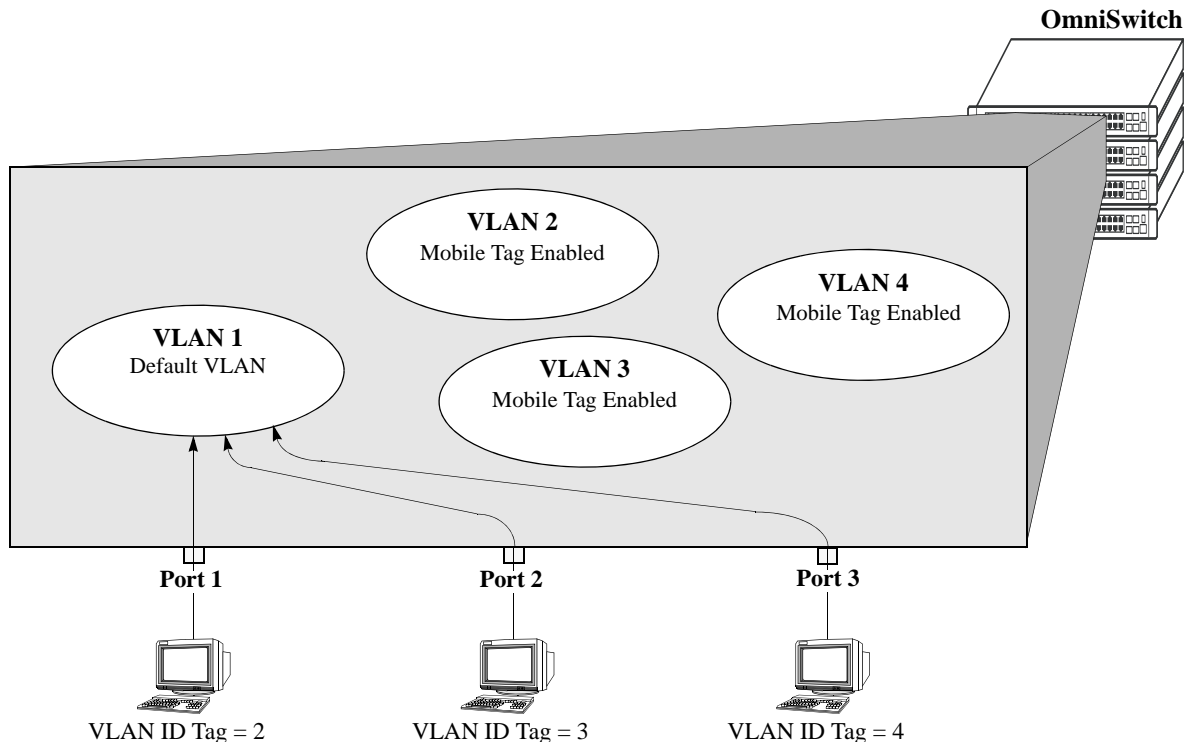 OmniSwitch
VLAN 2
Mobile Tag Enabled
VLAN 4
Mobile Tag Enabled
VLAN 1
Default VLAN
VLAN 3
Mobile Tag Enabled
Port 1
Port 2
Port 3
VLAN ID Tag = 2
VLAN ID Tag = 3
VLAN ID Tag = 4